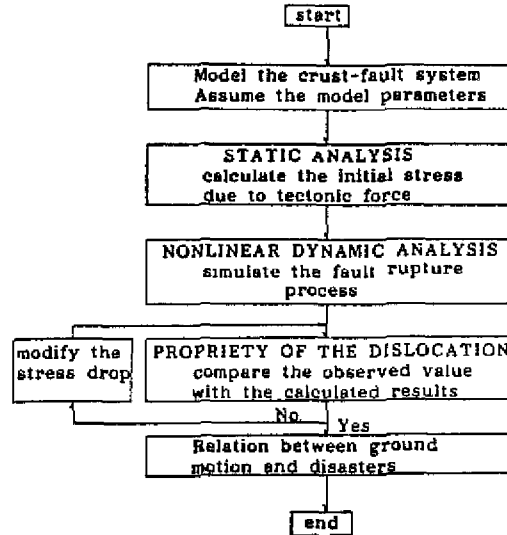 start
Model the crust-fault system
Assume the model parameters
STATIC ANALYSIS
calculate the initial stress
due to tectonic force
NONLINEAR DYNAMIC ANALYSIS
simulate the fault rupture
process
modify the
stress drop
PROPRIETY OF THE DISLOCATION
compare the observed value
with the calculated results
No
Yes
Relation between ground
motion and disasters
end